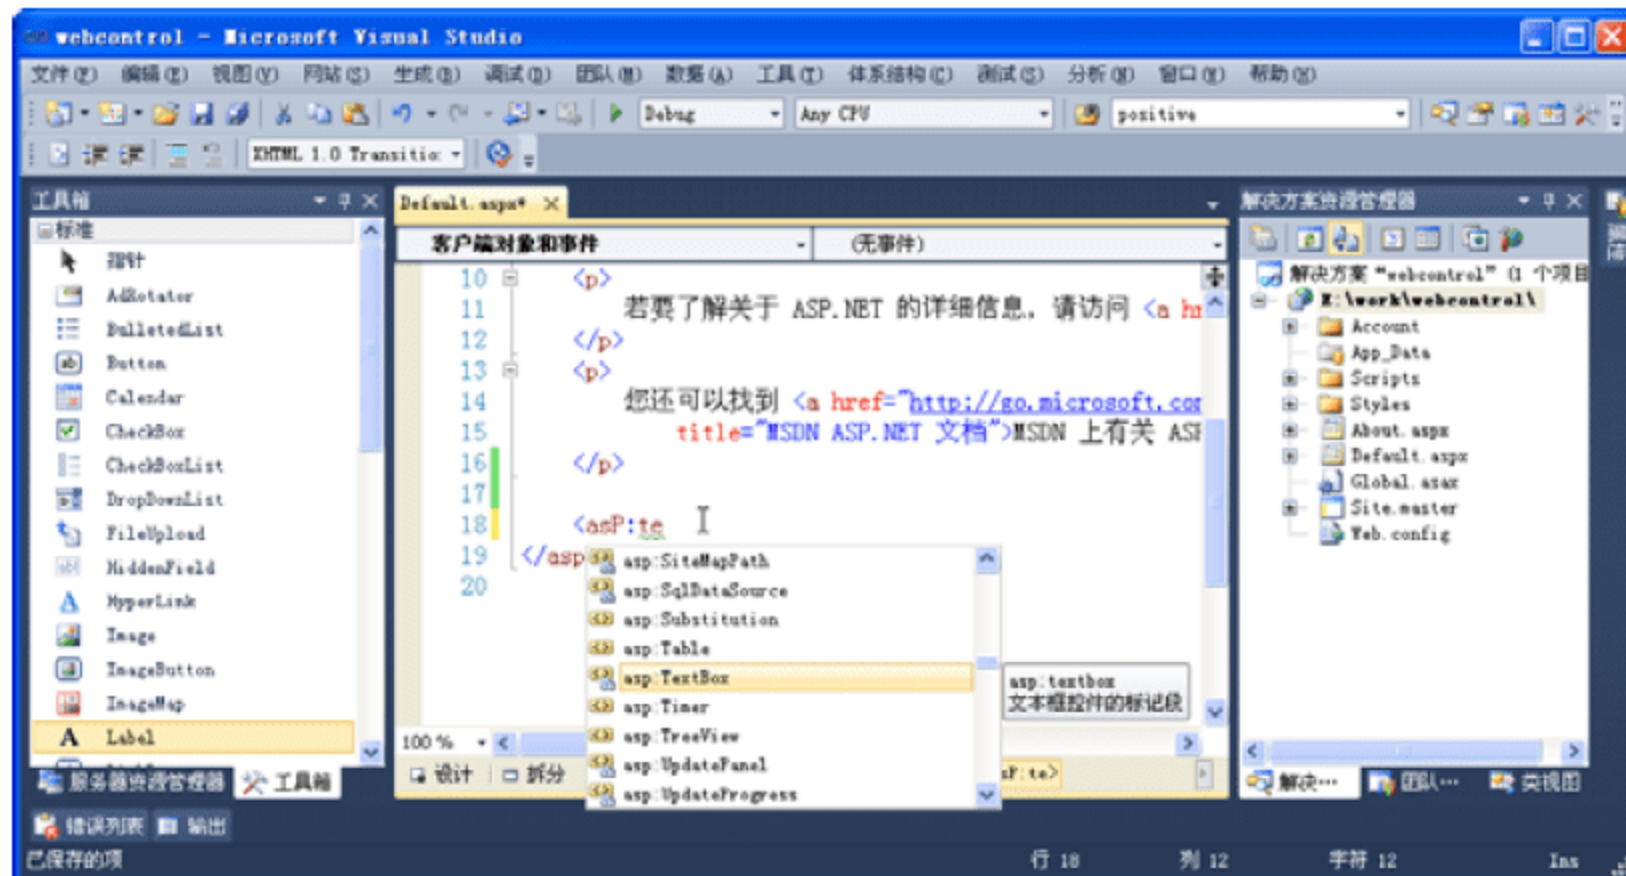 webcontrol - Microsoft Visual Studio
文件(F) 编辑(E) 视图(V) 网站(S) 生成(B) 调试(D) 团队(M) 数据(A) 工具(T) 体系结构(C) 测试(S) 分析(N) 窗口(W) 帮助(H)
Debug Any CPU positive
XHTML 1.0 Transitio
工具箱
标准
指针
AdRotator
BulletedList
Button
Calendar
CheckBox
CheckBoxList
DropDownList
FileUpload
HiddenField
HyperLink
Image
ImageButton
ImageMap
Label
服务器资源管理器 工具箱
Default.aspx*
客户端对象和事件 (无事件)
10 <p>
11 若要了解关于 ASP.NET 的详细信息，请访问 <a hr
12 </p>
13 <p>
14 您还可以找到 <a href="http://go.microsoft.com
15 title="MSDN ASP.NET 文档">MSDN 上有关 ASP
16 </p>
17
18 <asP:te
19 </asp
20
asp:SiteMapPath
asp:SqlDataSource
asp:Substitution
asp:Table
asp:TextBox
asp:Timer
asp:TreeView
asp:UpdatePanel
asp:UpdateProgress
asp:textbox
文本框控件的标记段
100 %
设计 拆分 sP:te>
解决方案资源管理器
解决方案 "webcontrol" (1 个项目
E:\work\webcontrol\
Account
App_Data
Scripts
Styles
About.aspx
Default.aspx
Global.asax
Site.master
Web.config
解决… 团队… 类视图
错误列表 输出
已保存的项 行 18 列 12 字符 12 Ins